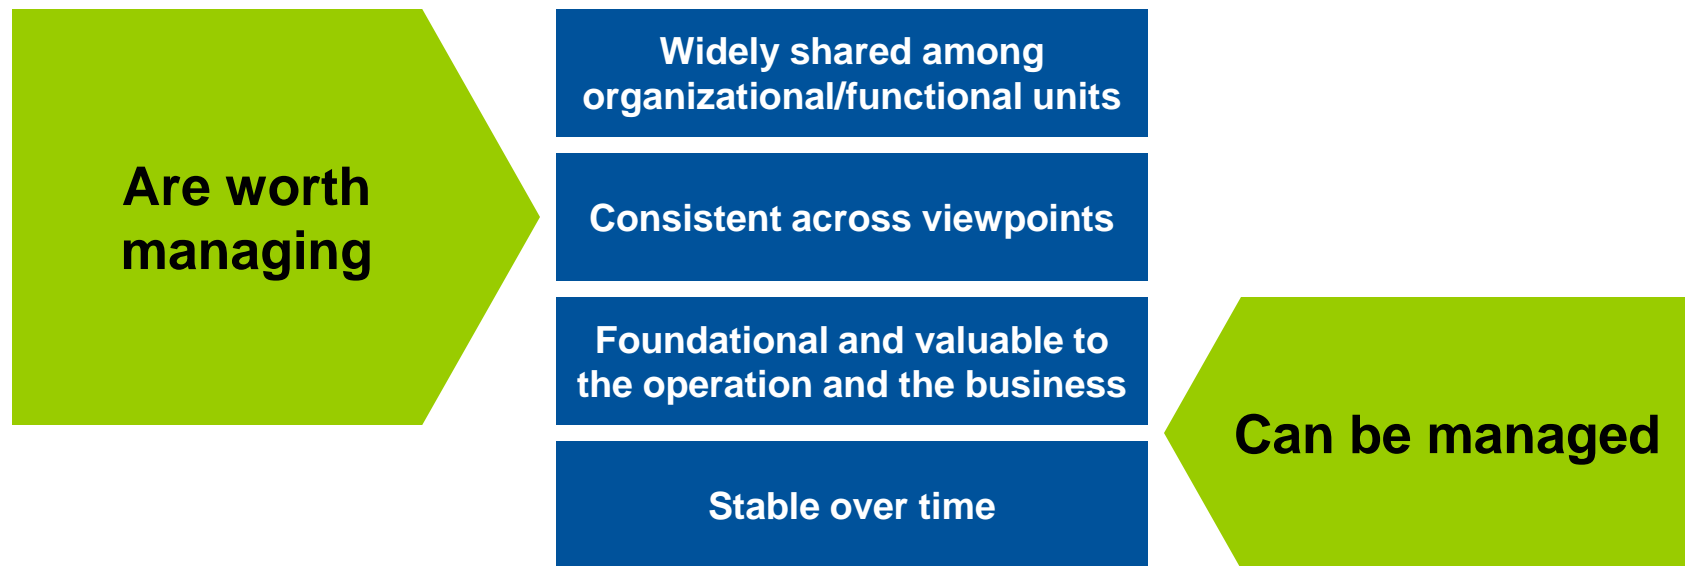 Are worth
managing
Widely shared among
organizational/functional units
Consistent across viewpoints
Foundational and valuable to
the operation and the business
Stable over time
Can be managed